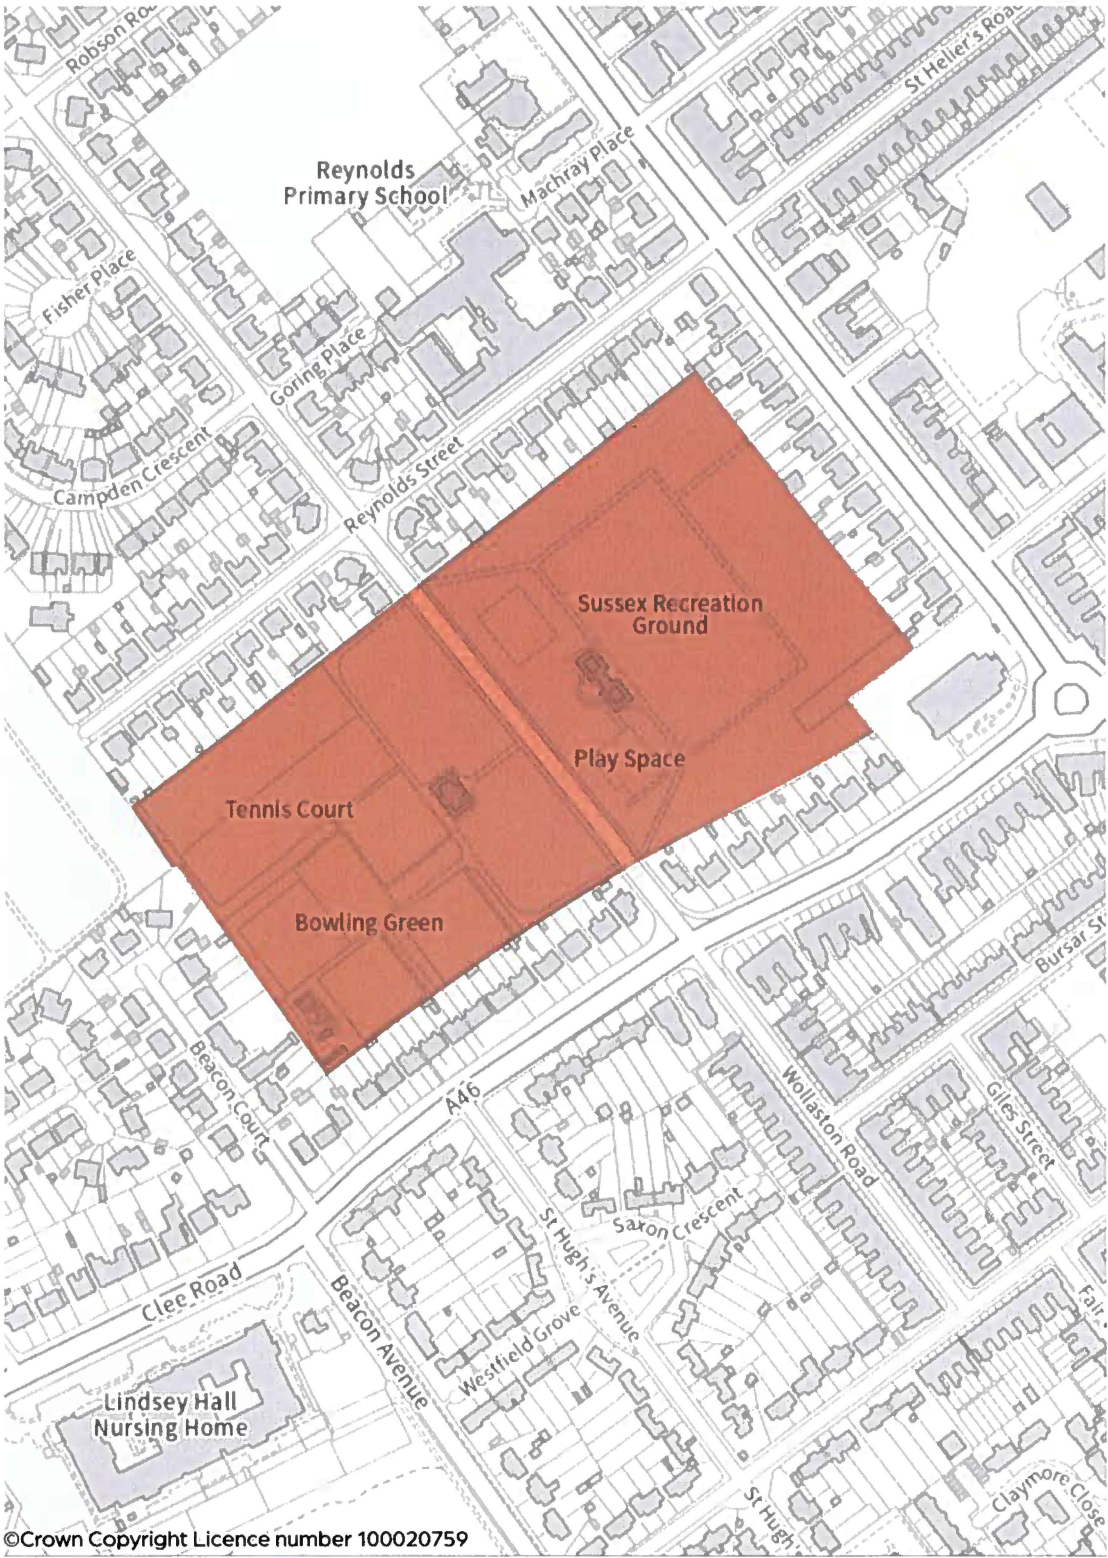 Robson Ro
St Heller's Road
Machray Place
Reynolds
Primary School
Fisher Place
Goring Place
Campden Crescent
Reynolds Street
Sussex Recreation
Ground
Play Space
Tennis Court
Bowling Green
Bursar St
Beacon Court
A46
Wollaston Road
Giles Street
Saxon Crescent
St Hugh's Avenue
Clee Road
Beacon Avenue
Westfield Grove
Fair
Lindsey Hall
Nursing Home
St Hugh'
Claymore Close
©Crown Copyright Licence number 100020759